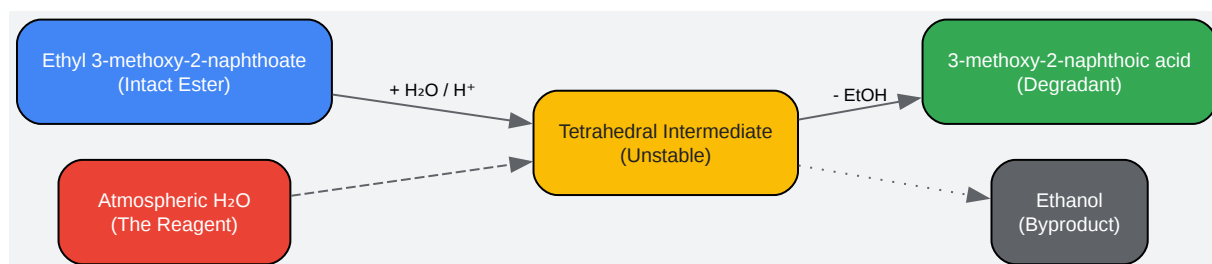 Ethyl 3-methoxy-2-naphthoate
(Intact Ester)
+ H₂O / H⁺
Atmospheric H₂O
(The Reagent)
Tetrahedral Intermediate
(Unstable)
- EtOH
3-methoxy-2-naphthoic acid
(Degradant)
Ethanol
(Byproduct)